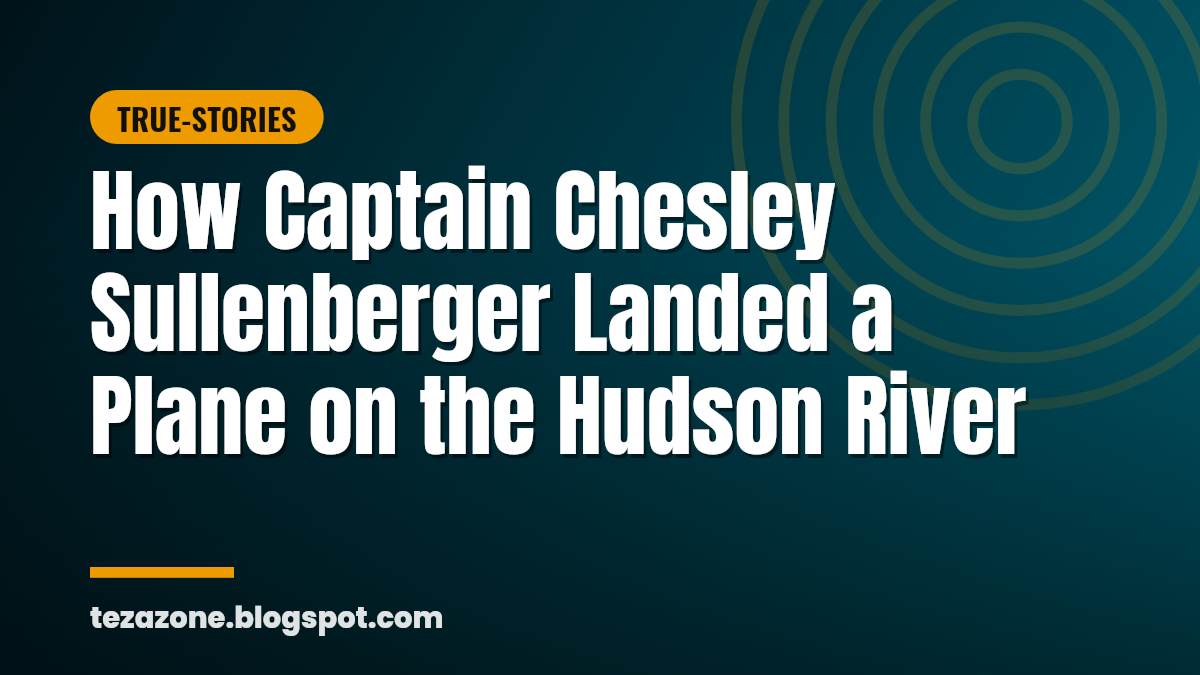 TRUE-STORIES
How Captain Chesley
Sullenberger Landed a
Plane on the Hudson River
tezazone.blogspot.com